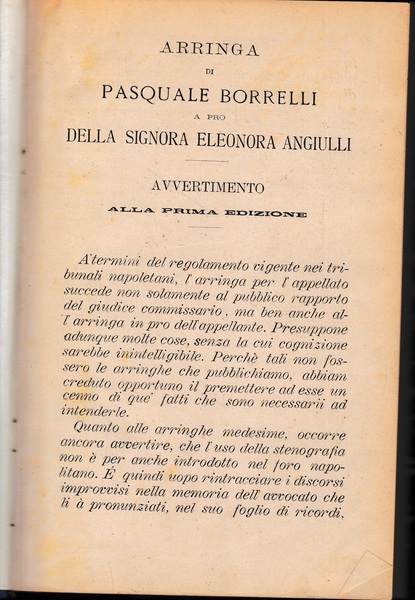 ARRINGA
DI
PASQUALE BORRELLI
A PRO
DELLA SIGNORA ELEONORA ANGIULLI
AVVERTIMENTO
ALLA PRIMA EDIZIONE
A' termini del regolamento vigente nei tri-
bunali napoletani, l'arringa per l'appellato
succede non solamente al pubblico rapporto
del giudice commissario, ma ben anche al-
l'arringa in pro dell'appellante. Presuppone
adunque molte cose, senza la cui cognizione
sarebbe inintelligibile. Perchè tali non fos-
sero le arringhe che pubblichiamo, abbiam
creduto opportuno il premettere ad esse un
cenno di que' fatti che sono necessarii ad
intenderle.
Quanto alle arringhe medesime, occorre
ancora avvertire, che l'uso della stenografia
non è per anche introdotto nel foro napo-
litano. È quindi uopo rintracciare i discorsi
improvvisi nella memoria dell'avvocato che
li à pronunziati, nel suo foglio di ricordi,